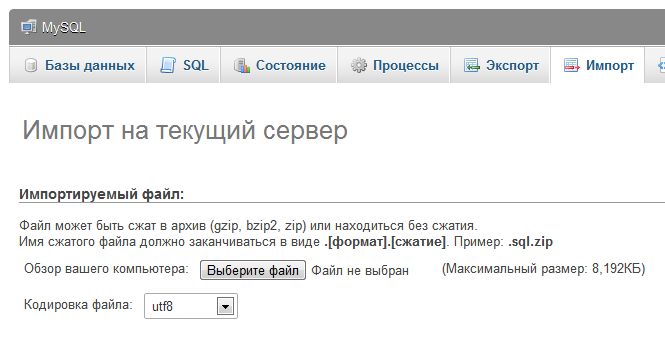 MySQL
Базы данных SQL Состояние Процессы Экспорт Импорт
Импорт на текущий сервер
Импортируемый файл:
Файл может быть сжат в архив (gzip, bzip2, zip) или находиться без сжатия.
Имя сжатого файла должно заканчиваться в виде .[формат].[сжатие]. Пример: .sql.zip
Обзор вашего компьютера: Выберите файл Файл не выбран (Максимальный размер: 8,192КБ)
Кодировка файла: utf8